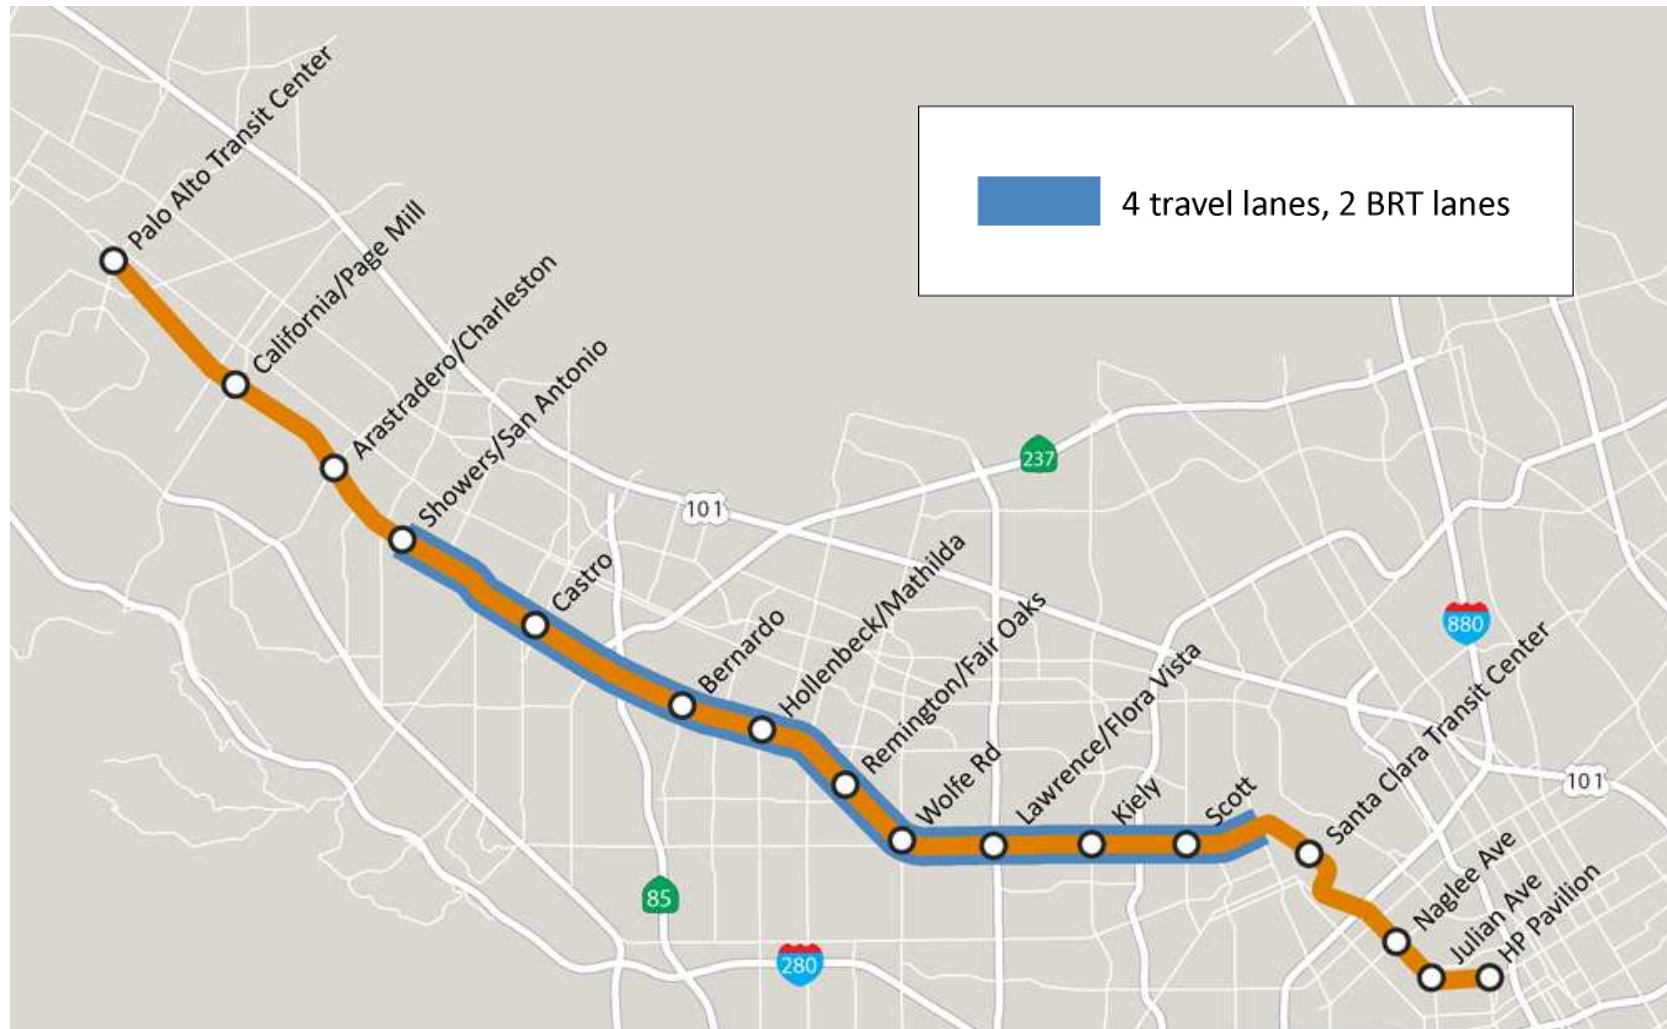 Palo Alto Transit Center
California/Page Mill
Arastradero/Charleston
Showers/San Antonio
Castro
Bernardo
Hollenbeck/Mathilda
Remington/Fair Oaks
Wolfe Rd
Lawrence/Flora Vista
Kiely
Scott
Santa Clara Transit Center
Naglee Ave
Julian Ave
HP Pavilion
4 travel lanes, 2 BRT lanes
237
101
880
101
85
280